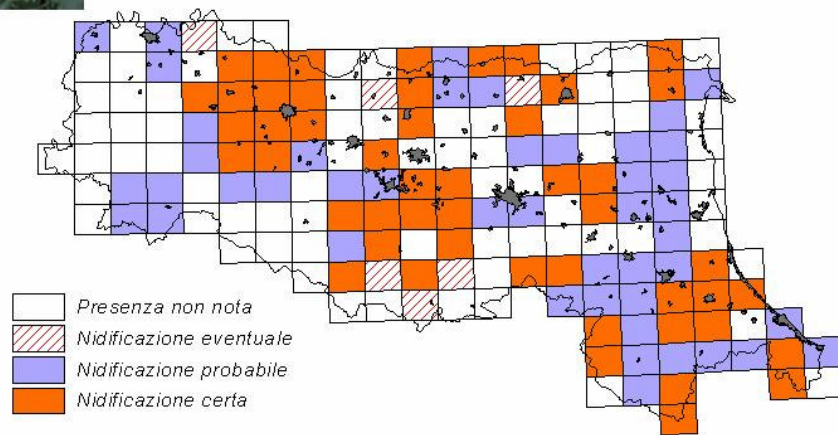 Presenza non nota
Nidificazione eventuale
Nidificazione probabile
Nidificazione certa